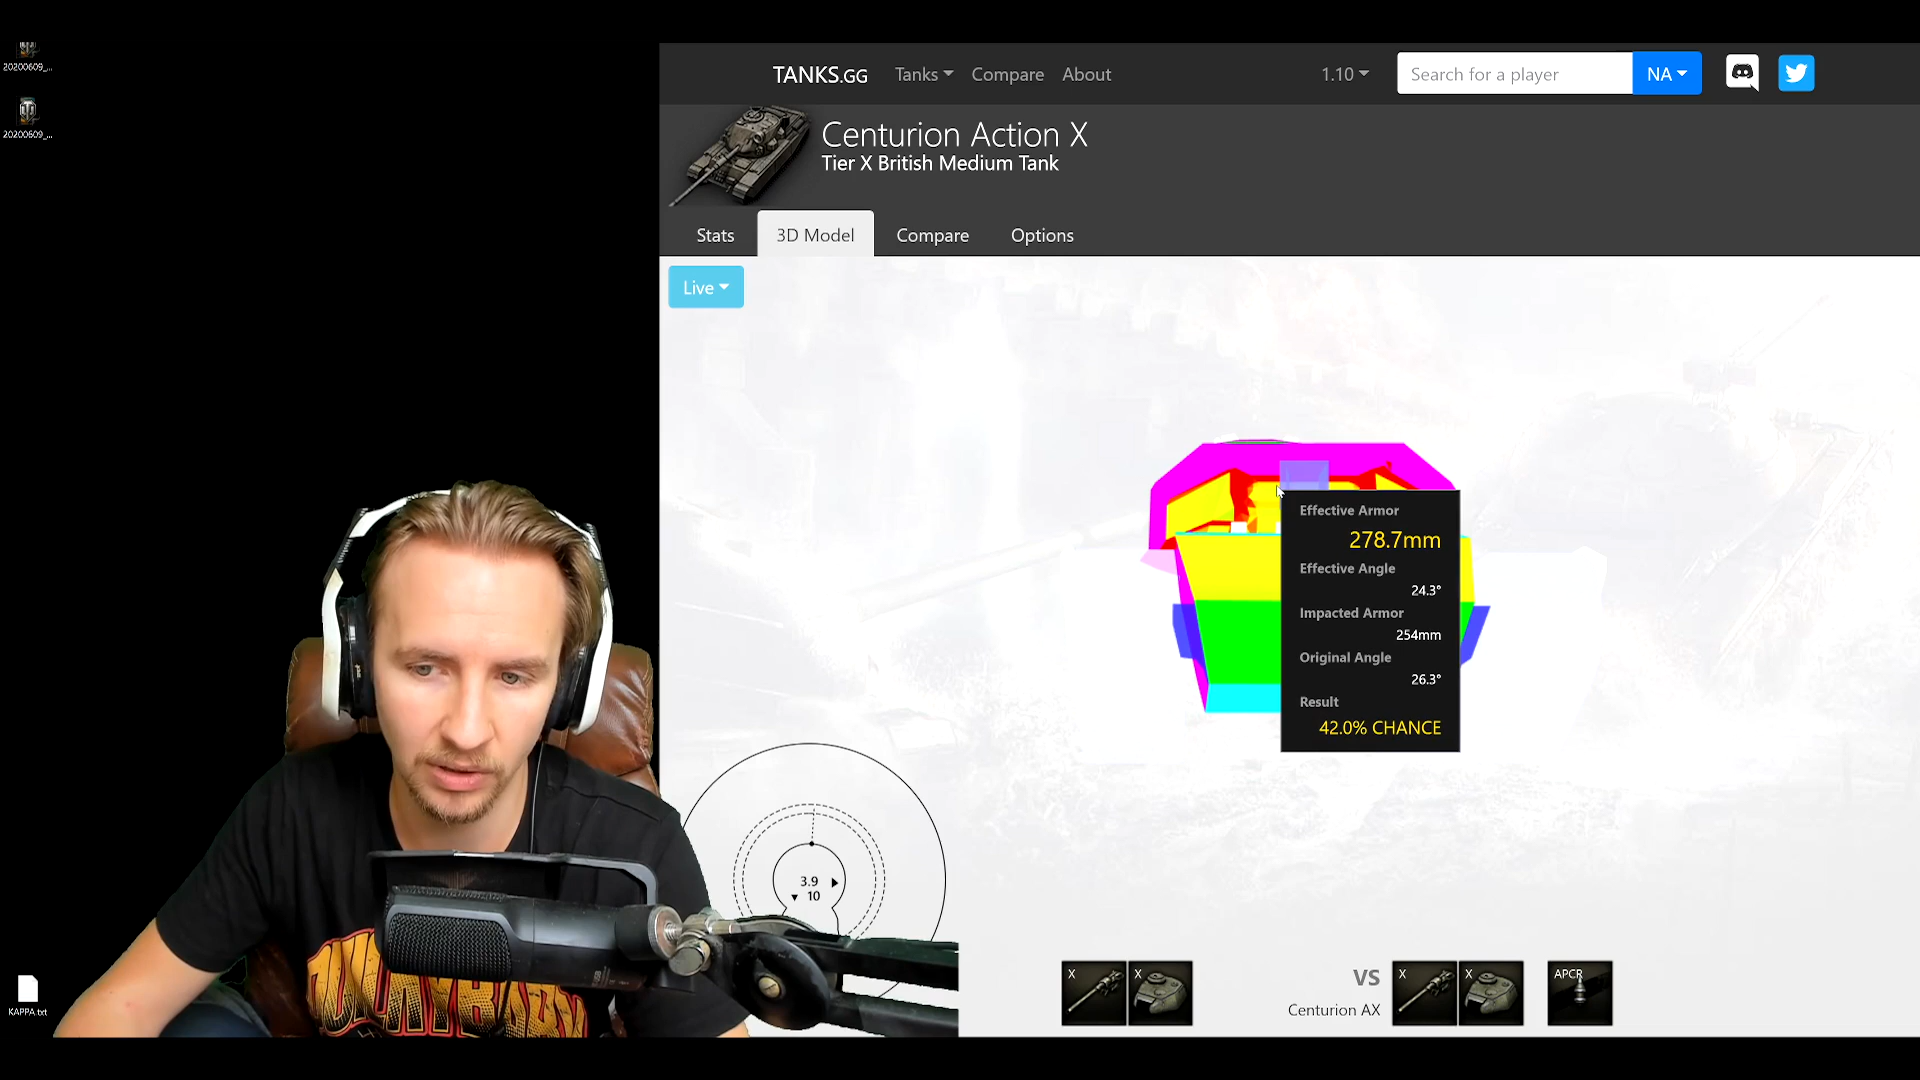 20200609_...
20200609_...
KAPPA.txt
TANKS.GG
Tanks
Compare
About
1.10
Search for a player
NA
Centurion Action X
Tier X British Medium Tank
Stats
3D Model
Compare
Options
Live
Effective Armor
278.7mm
Effective Angle
24.3°
Impacted Armor
254mm
Original Angle
26.3°
Result
42.0% CHANCE
3.9
10
X
X
VS
Centurion AX
X
X
APCR